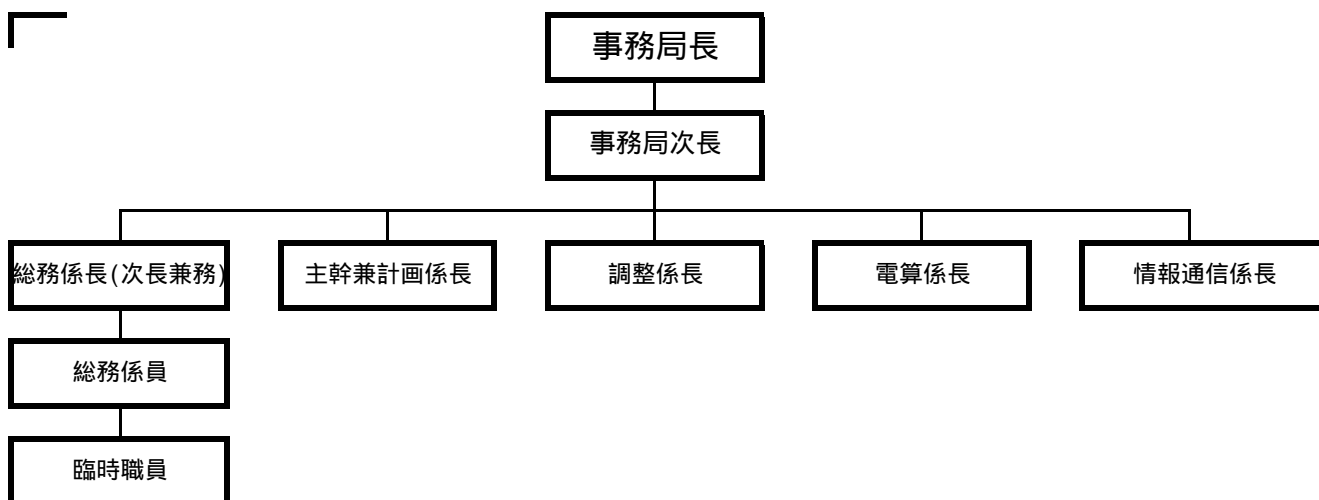 事務局長
事務局次長
総務係長(次長兼務)
主幹兼計画係長
調整係長
電算係長
情報通信係長
総務係員
臨時職員